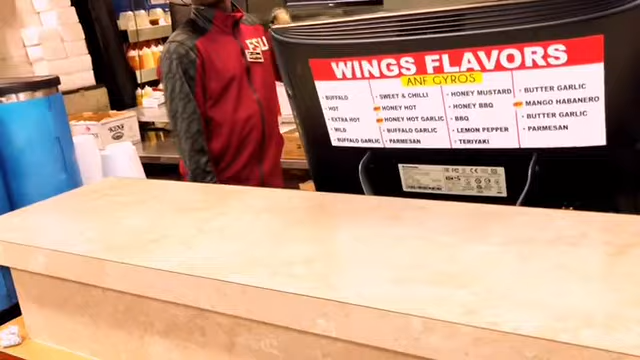 WINGS FLAVORS
ANF GYROS
BUFFALO
HOT
EXTRA HOT
MILD
BUFFALO GARLIC
SWEET & CHILLI
HONEY HOT
HONEY HOT GARLIC
BUFFALO GARLIC
PARMESAN
HONEY MUSTARD
HONEY BBQ
BBQ
LEMON PEPPER
TERIYAKI
BUTTER GARLIC
MANGO HABANERO
BUTTER GARLIC
PARMESAN
FSU